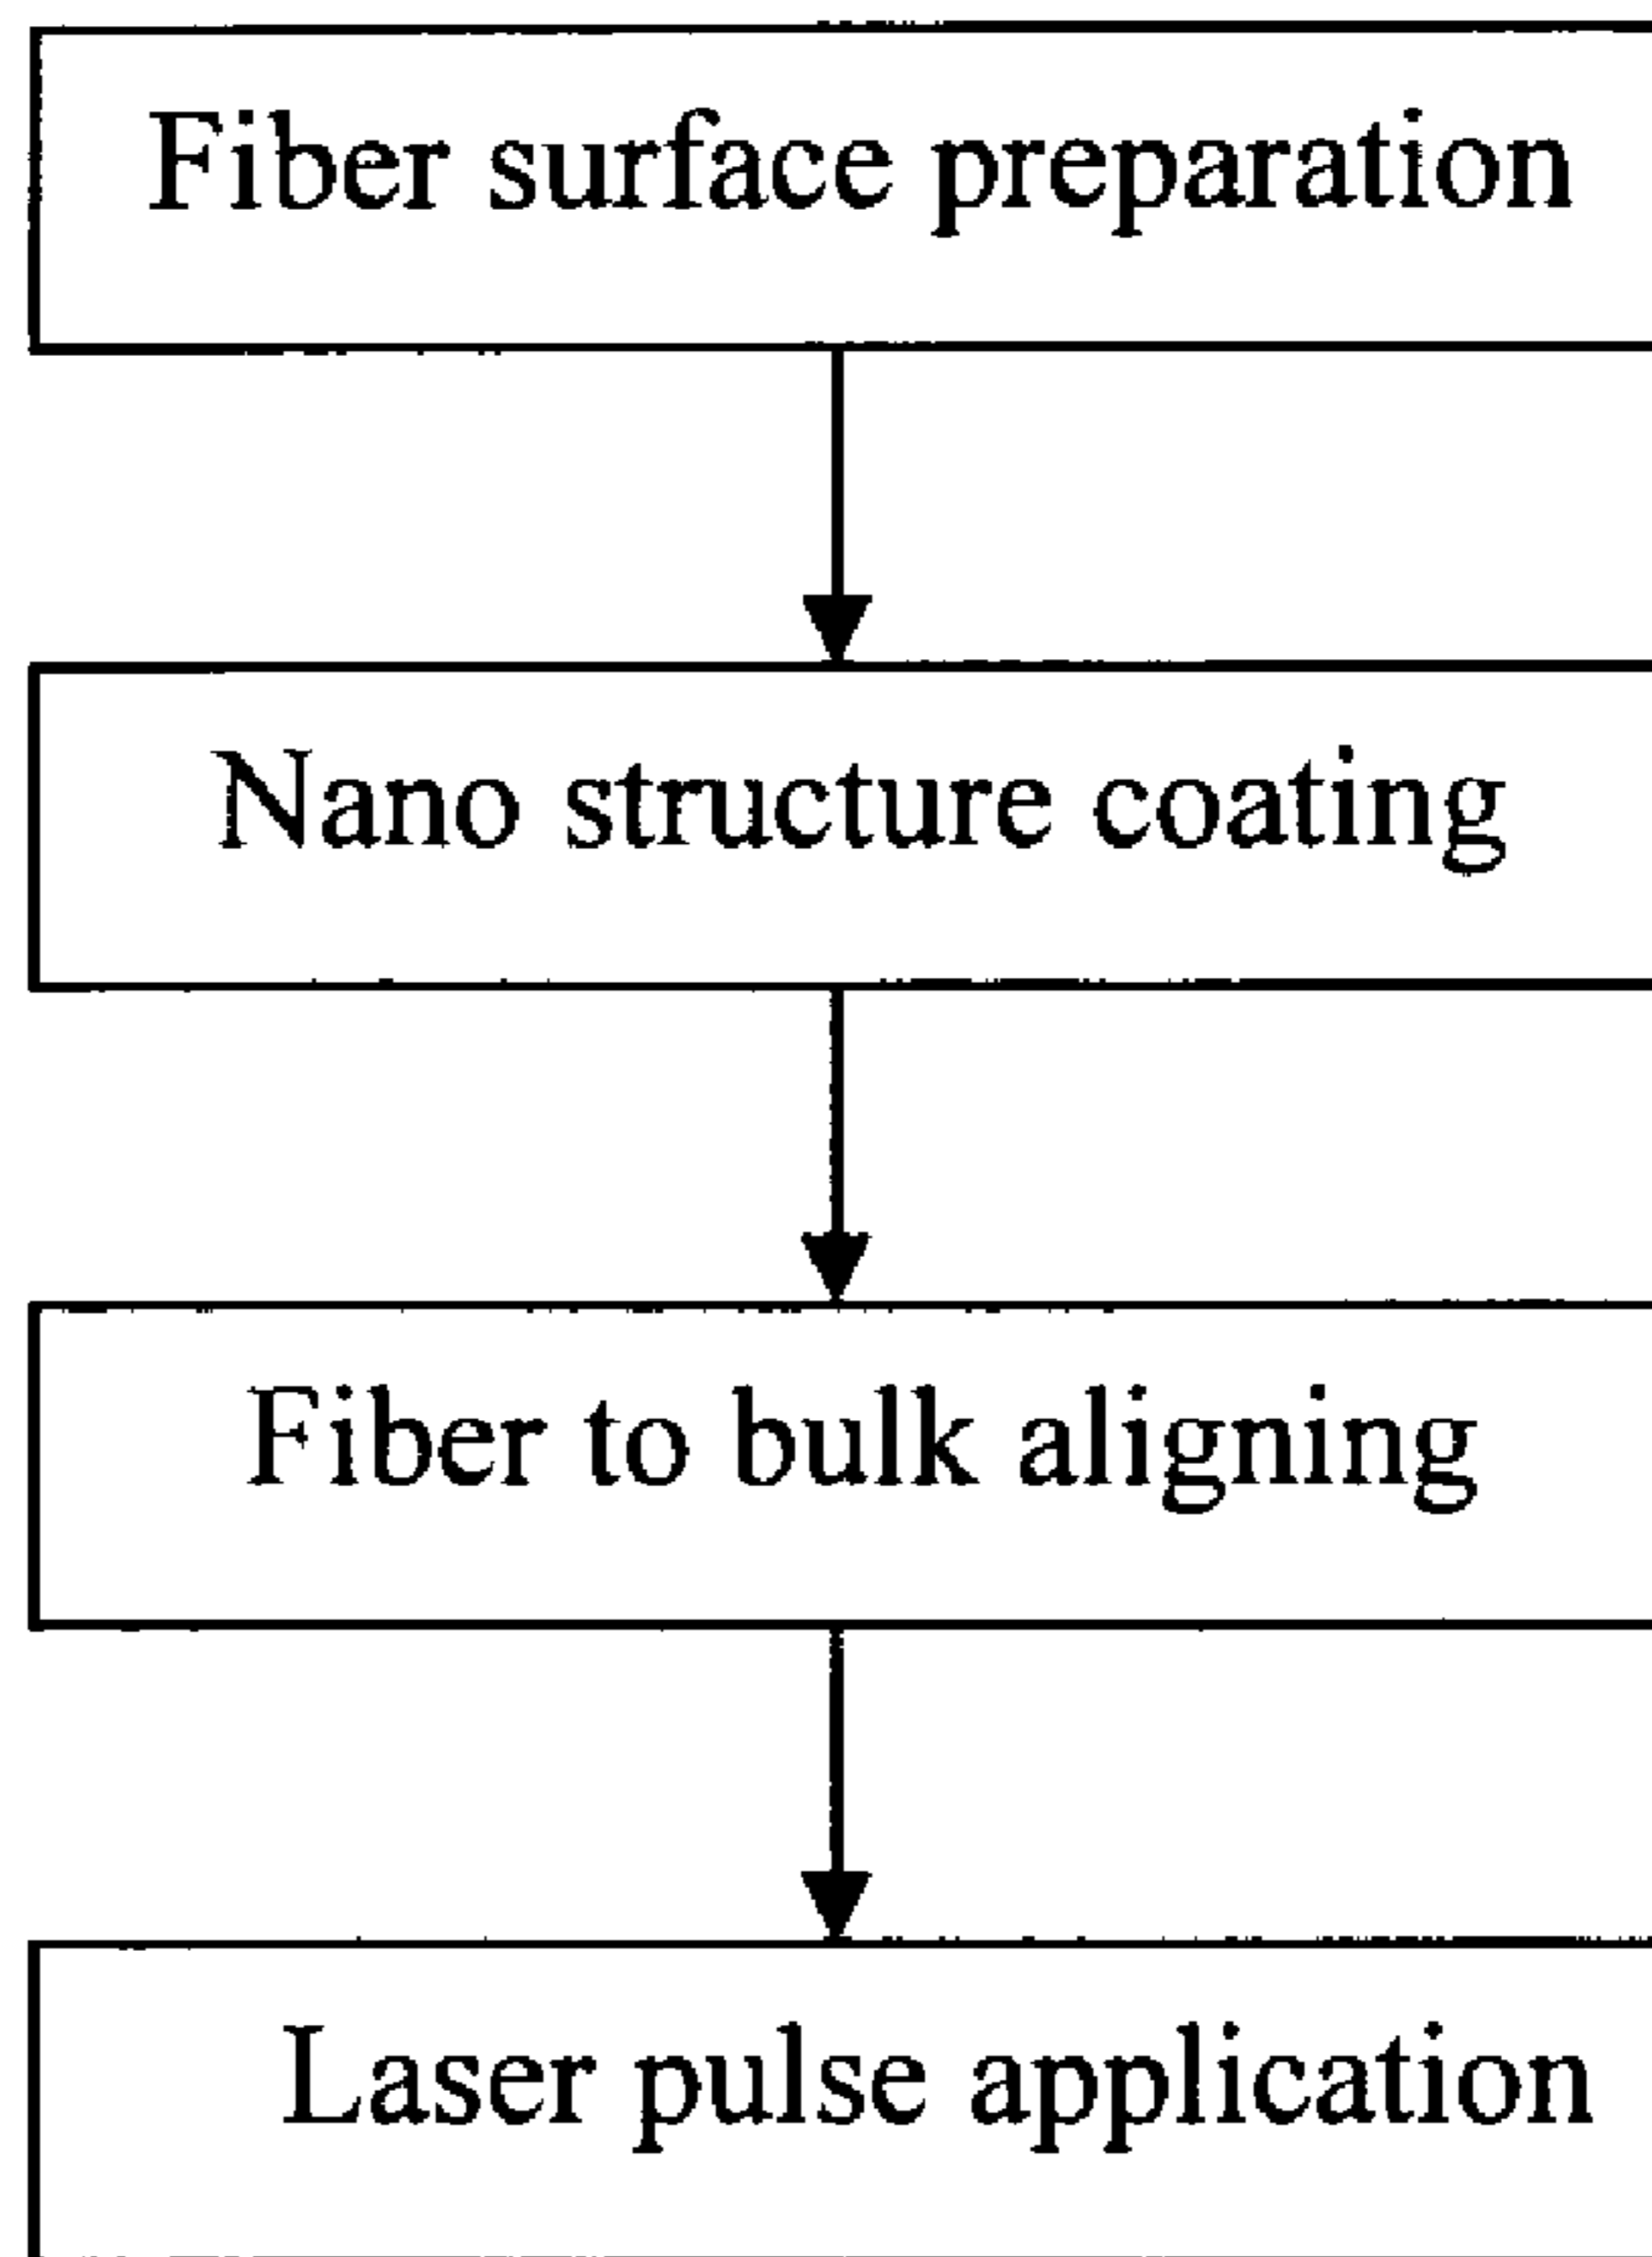 Fiber surface preparation
Nano structure coating
Fiber to bulk aligning
Laser pulse application